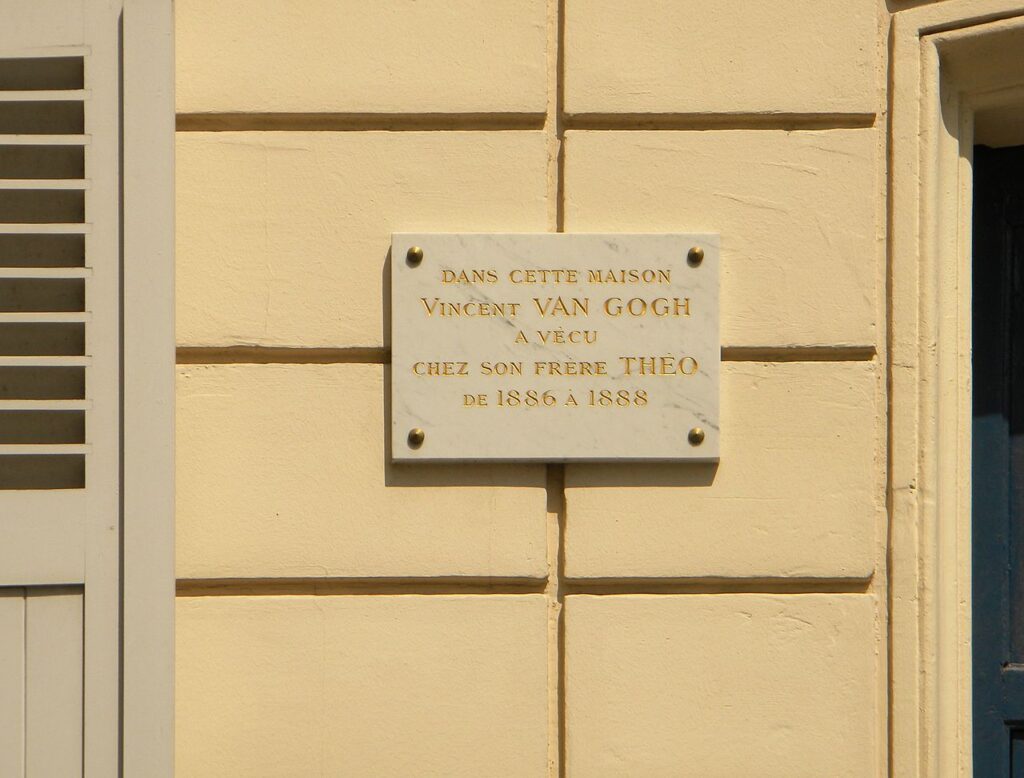 DANS CETTE MAISON
VINCENT VAN GOGH
A VÉCU
CHEZ SON FRÈRE THÉO
DE 1886 À 1888